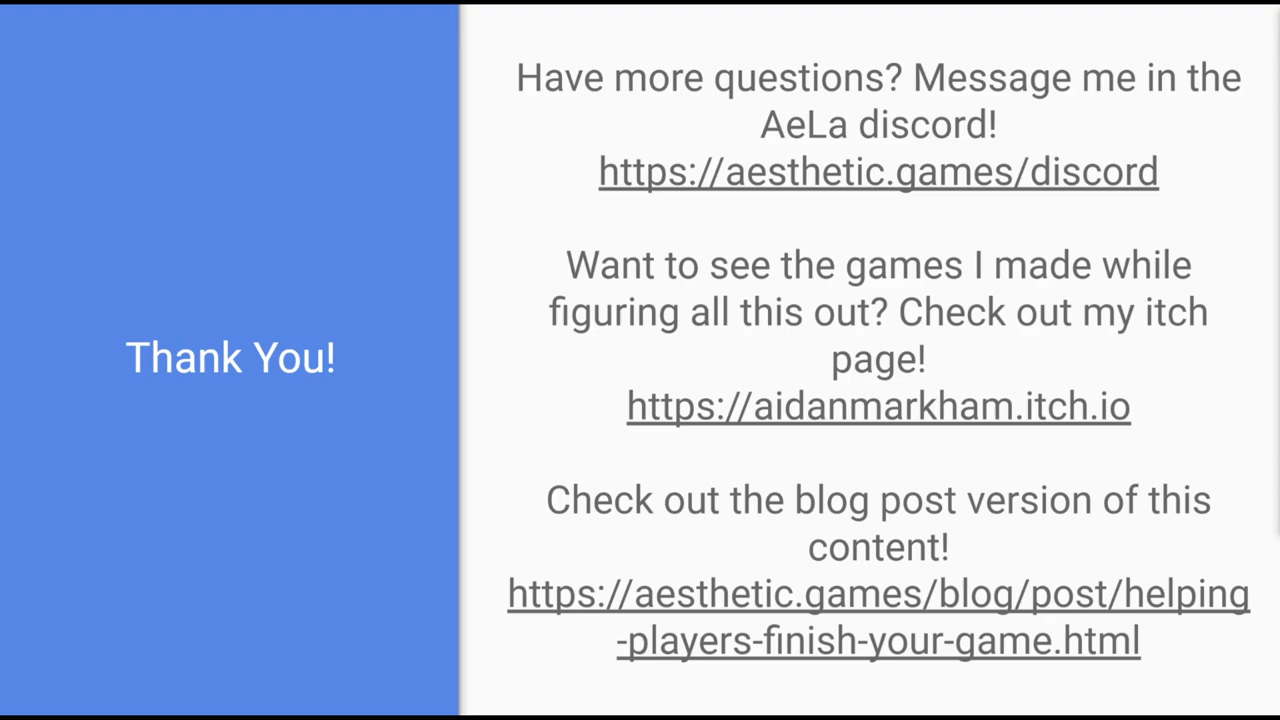 Thank You!
Have more questions? Message me in the
AeLa discord!
https://aesthetic.games/discord
Want to see the games I made while
figuring all this out? Check out my itch
page!
https://aidanmarkham.itch.io
Check out the blog post version of this
content!
https://aesthetic.games/blog/post/helping
-players-finish-your-game.html